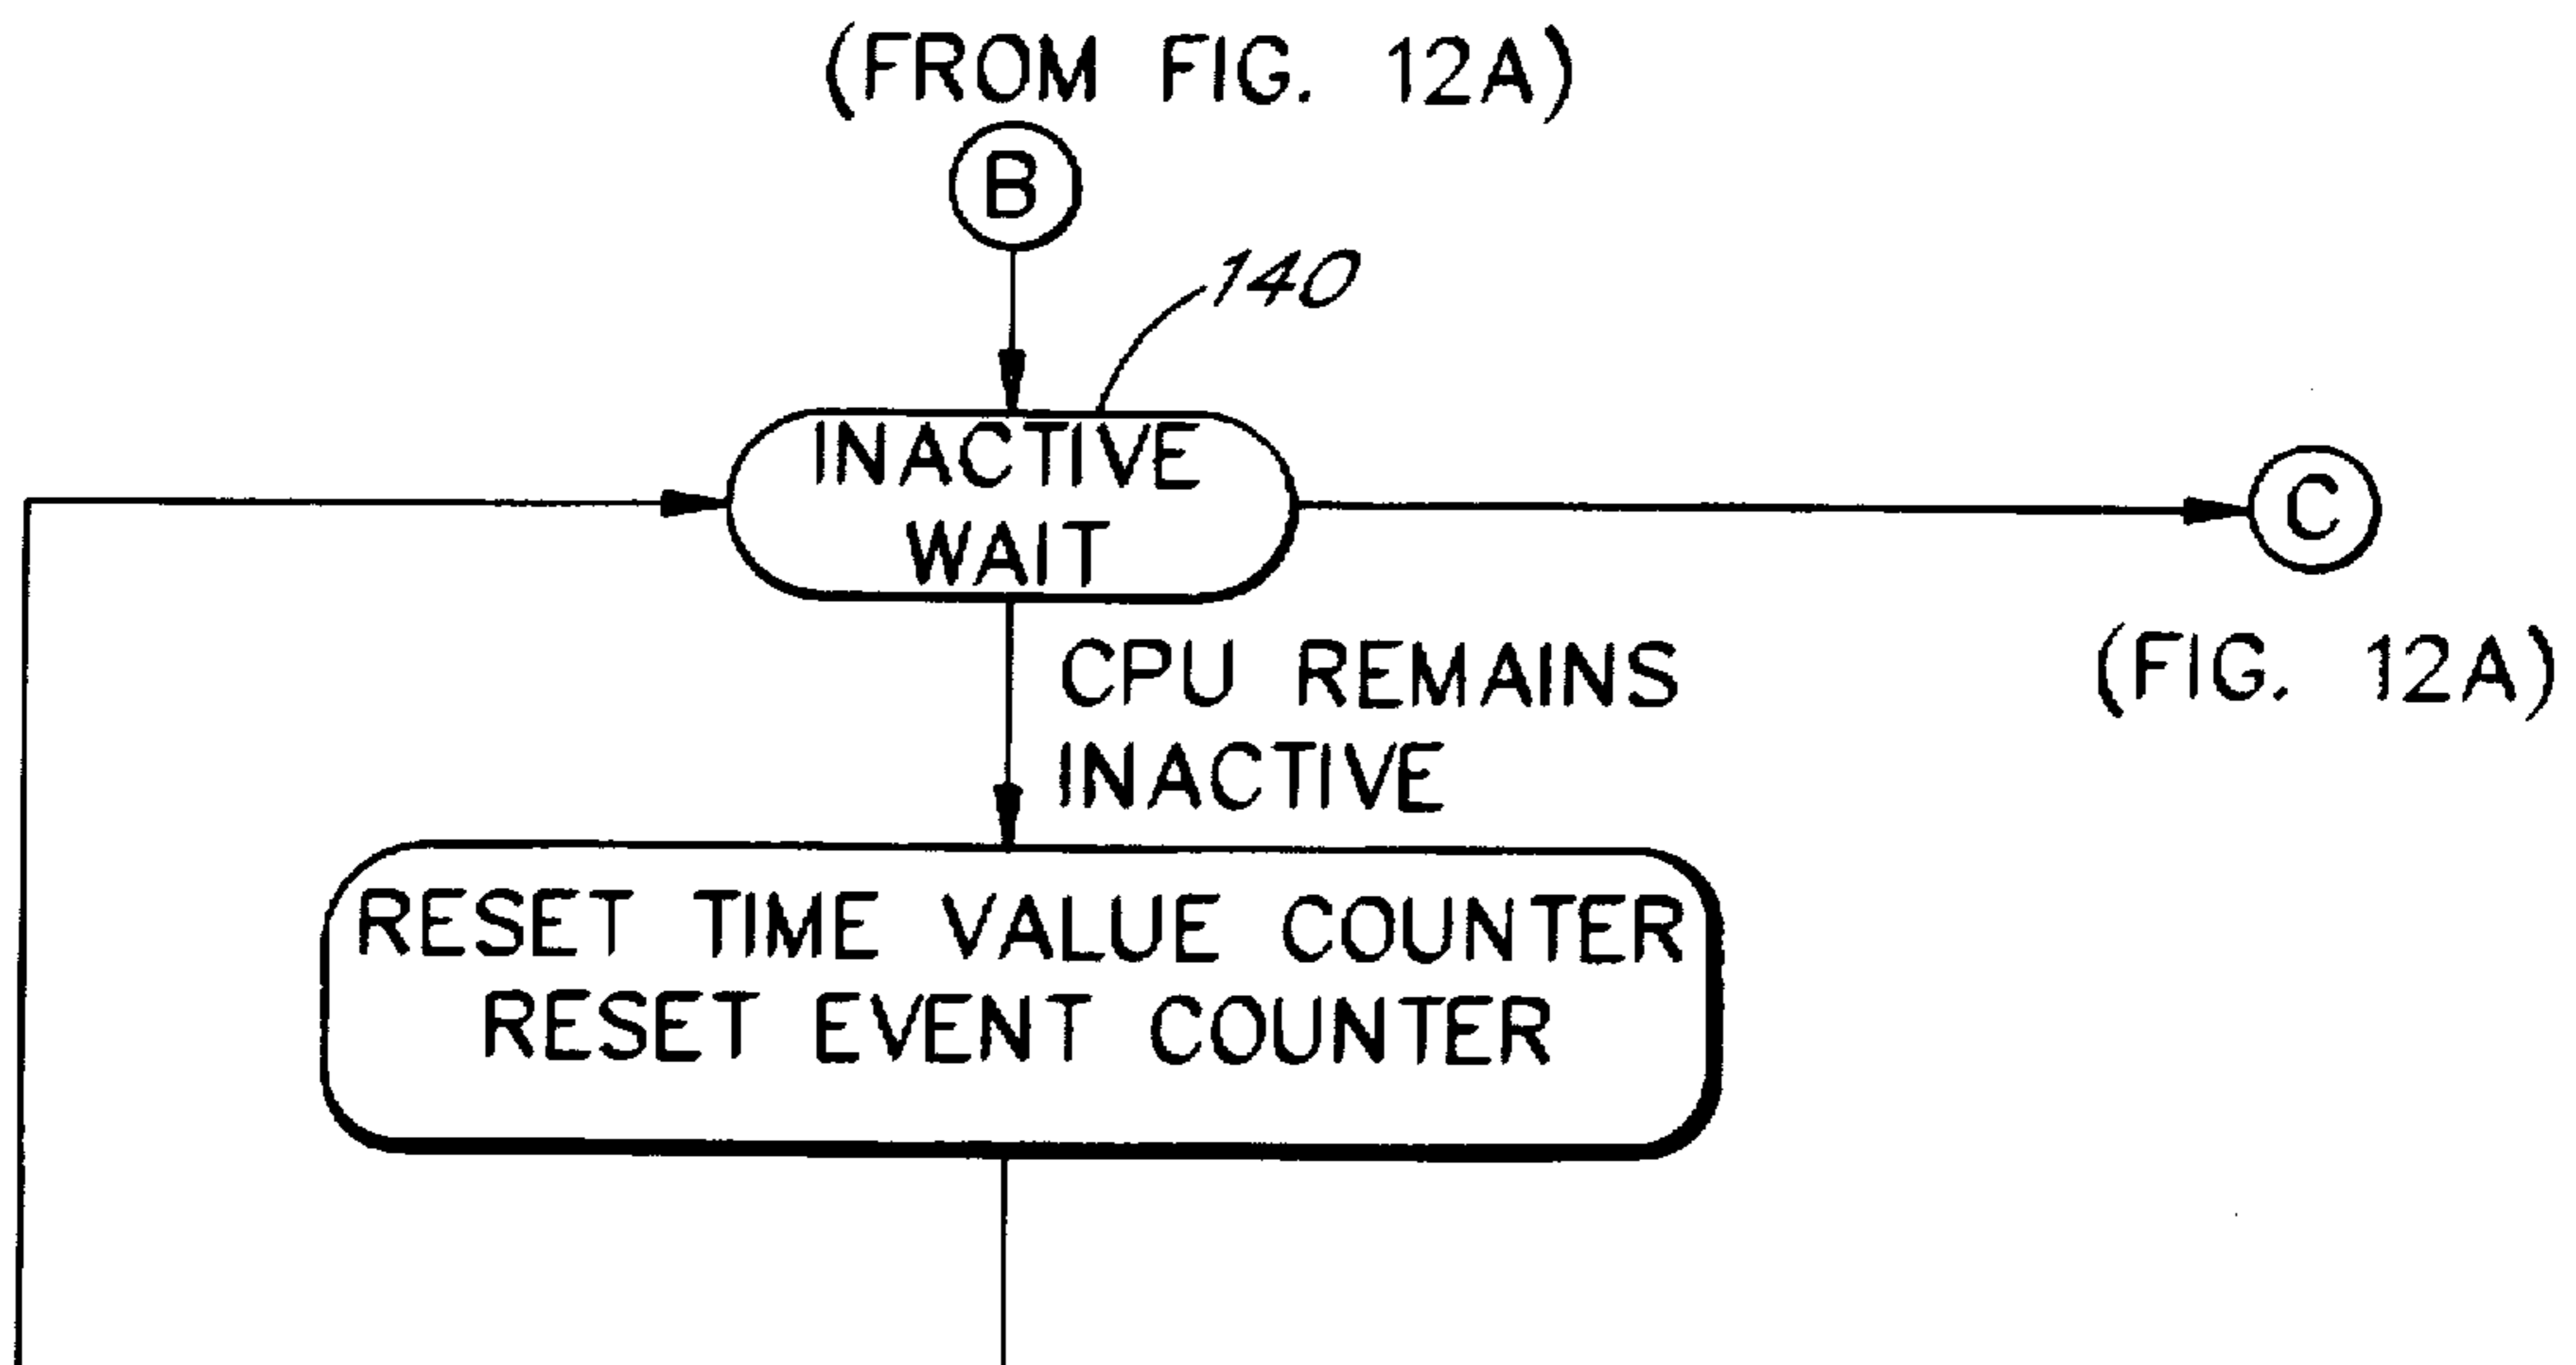 (FROM FIG. 12A)
B
140
INACTIVE
WAIT
C
CPU REMAINS
INACTIVE
(FIG. 12A)
RESET TIME VALUE COUNTER
RESET EVENT COUNTER